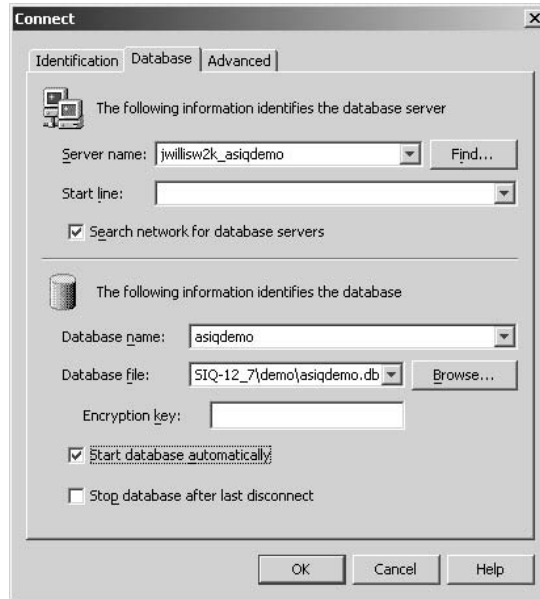 Connect
Identification Database Advanced
The following information identifies the database server
Server name: jwillisw2k_asiqdemo Find...
Start line:
Search network for database servers
The following information identifies the database
Database name: asiqdemo
Database file: SIQ-12_7\demo\asiqdemo.db Browse...
Encryption key:
Start database automatically
Stop database after last disconnect
OK Cancel Help